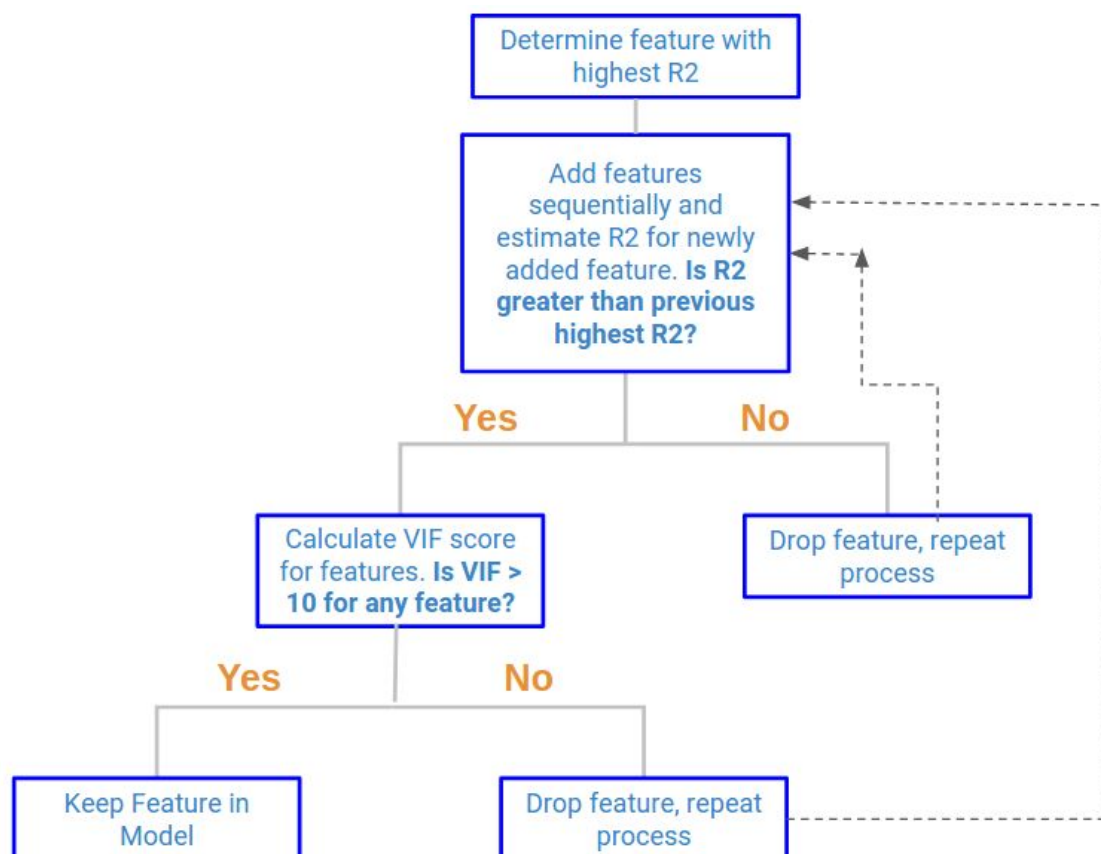 Determine feature with
highest R2
Add features
sequentially and
estimate R2 for newly
added feature. Is R2
greater than previous
highest R2?
Yes
No
Calculate VIF score
for features. Is VIF >
10 for any feature?
Drop feature, repeat
process
Yes
No
Keep Feature in
Model
Drop feature, repeat
process